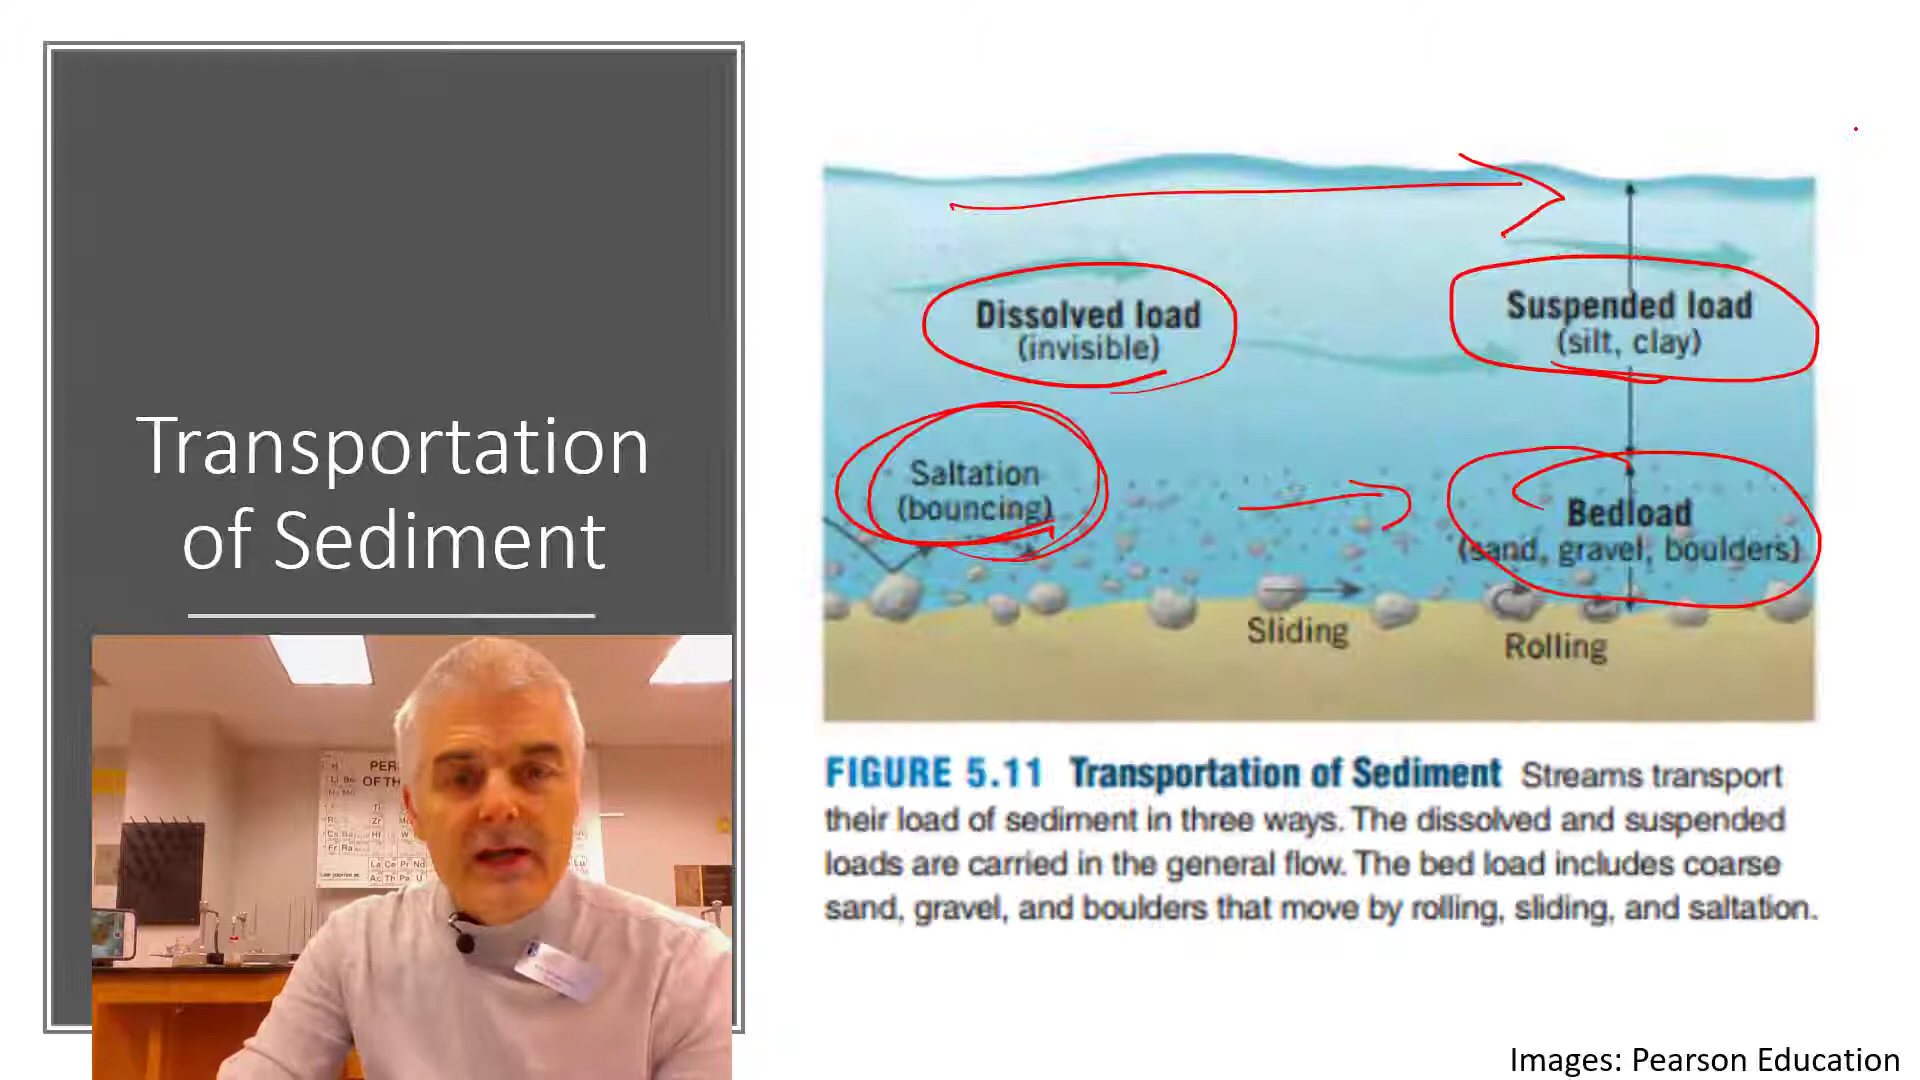 Transportation
of Sediment
Dissolved load
(invisible)
Suspended load
(silt, clay)
Saltation
(bouncing)
Bedload
(sand, gravel, boulders)
Sliding
Rolling
FIGURE 5.11 Transportation of Sediment Streams transport
their load of sediment in three ways. The dissolved and suspended
loads are carried in the general flow. The bed load includes coarse
sand, gravel, and boulders that move by rolling, sliding, and saltation.
PER
OF TH
Images: Pearson Education